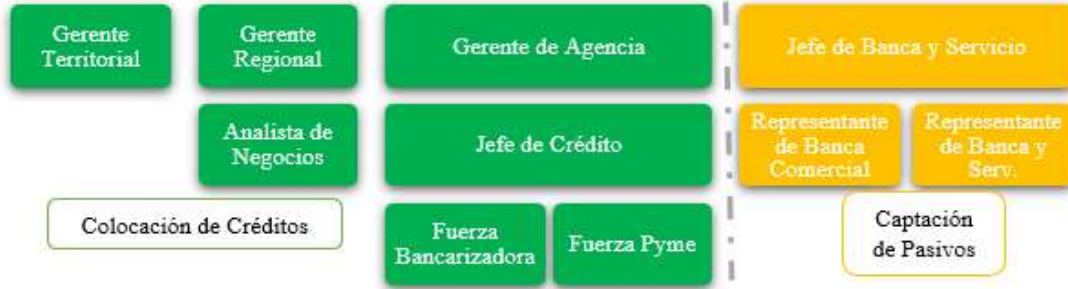 Gerente
Territorial
Gerente
Regional
Gerente de Agencia
Jefe de Banca y Servicio
Analista de
Negocios
Jefe de Crédito
Representante
de Banca
Comercial
Representante
de Banca y
Serv.
Colocación de Créditos
Fuerza
Bancarizadora
Fuerza Pyme
Captación
de Pasivos